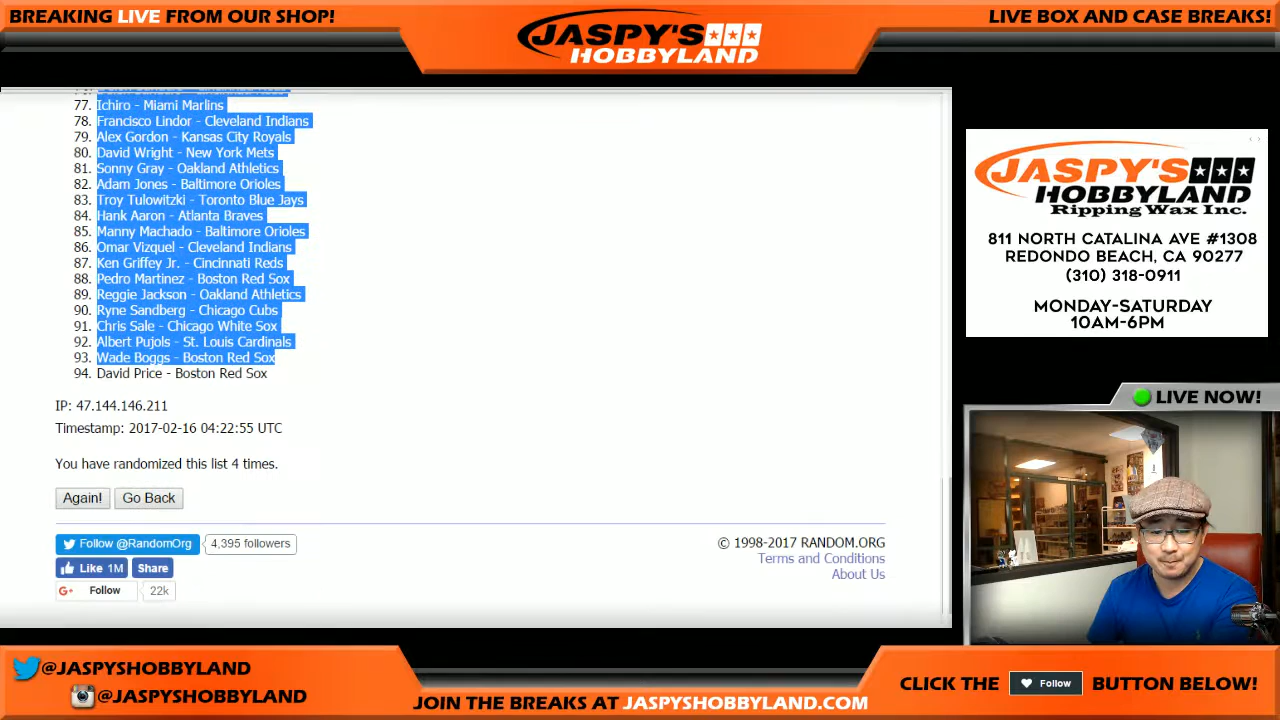 BREAKING LIVE FROM OUR SHOP!
JASPY'S
HOBBYLAND
LIVE BOX AND CASE BREAKS!
77. Ichiro - Miami Marlins
78. Francisco Lindor - Cleveland Indians
79. Alex Gordon - Kansas City Royals
80. David Wright - New York Mets
81. Sonny Gray - Oakland Athletics
82. Adam Jones - Baltimore Orioles
83. Troy Tulowitzki - Toronto Blue Jays
84. Hank Aaron - Atlanta Braves
85. Manny Machado - Baltimore Orioles
86. Omar Vizquel - Cleveland Indians
87. Ken Griffey Jr. - Cincinnati Reds
88. Pedro Martinez - Boston Red Sox
89. Reggie Jackson - Oakland Athletics
90. Ryne Sandberg - Chicago Cubs
91. Chris Sale - Chicago White Sox
92. Albert Pujols - St. Louis Cardinals
93. Wade Boggs - Boston Red Sox
94. David Price - Boston Red Sox
IP: 47.144.146.211
Timestamp: 2017-02-16 04:22:55 UTC
You have randomized this list 4 times.
Again! Go Back
Follow @RandomOrg 4,395 followers
Like 1M Share
G+ Follow 22k
© 1998-2017 RANDOM.ORG
Terms and Conditions
About Us
JASPY'S
HOBBYLAND
Ripping Wax Inc.
811 NORTH CATALINA AVE #1308
REDONDO BEACH, CA 90277
(310) 318-0911
MONDAY-SATURDAY
10AM-6PM
LIVE NOW!
@JASPYSHOBBYLAND
@JASPYSHOBBYLAND
JOIN THE BREAKS AT JASPYSHOBBYLAND.COM
CLICK THE Follow BUTTON BELOW!